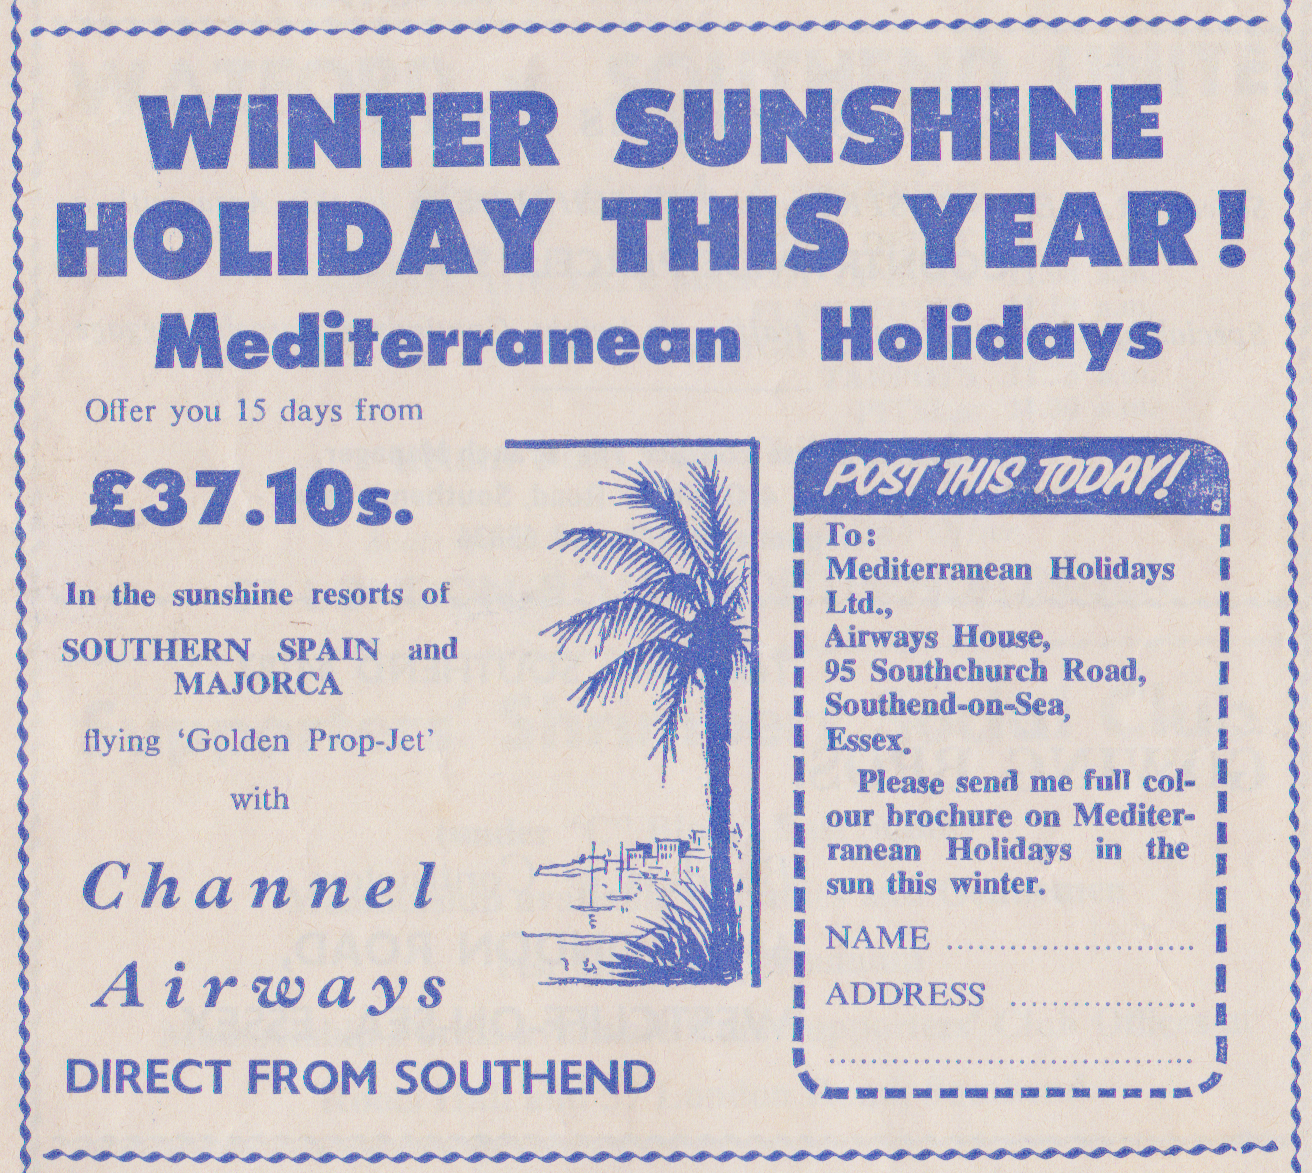 WINTER SUNSHINE
HOLIDAY THIS YEAR!
Mediterranean Holidays
Offer you 15 days from
£37.10s.
In the sunshine resorts of
SOUTHERN SPAIN and
MAJORCA
flying ‘Golden Prop-Jet’
with
Channel
Airways
DIRECT FROM SOUTHEND
POST THIS TODAY!
To:
Mediterranean Holidays
Ltd.,
Airways House,
95 Southchurch Road,
Southend-on-Sea,
Essex.
Please send me full col-
our brochure on Mediter-
ranean Holidays in the
sun this winter.
NAME ........................
ADDRESS ..................
...................................